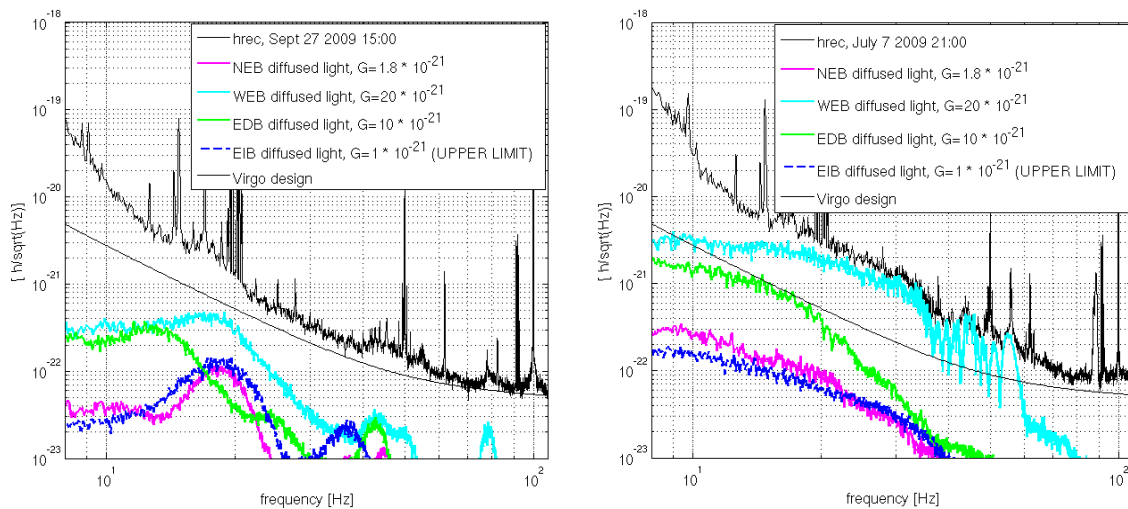 10^-18
10^-19
10^-20
10^-21
10^-22
10^-23
[ h/sqrt(Hz)]
hrec, Sept 27 2009 15:00
NEB diffused light, G=1.8 * 10^-21
WEB diffused light, G=20 * 10^-21
EDB diffused light, G=10 * 10^-21
EIB diffused light, G=1 * 10^-21 (UPPER LIMIT)
Virgo design
10^1
10^2
frequency [Hz]
10^-18
10^-19
10^-20
10^-21
10^-22
10^-23
[ h/sqrt(Hz)]
hrec, July 7 2009 21:00
NEB diffused light, G=1.8 * 10^-21
WEB diffused light, G=20 * 10^-21
EDB diffused light, G=10 * 10^-21
EIB diffused light, G=1 * 10^-21 (UPPER LIMIT)
Virgo design
10^1
10^2
frequency [Hz]